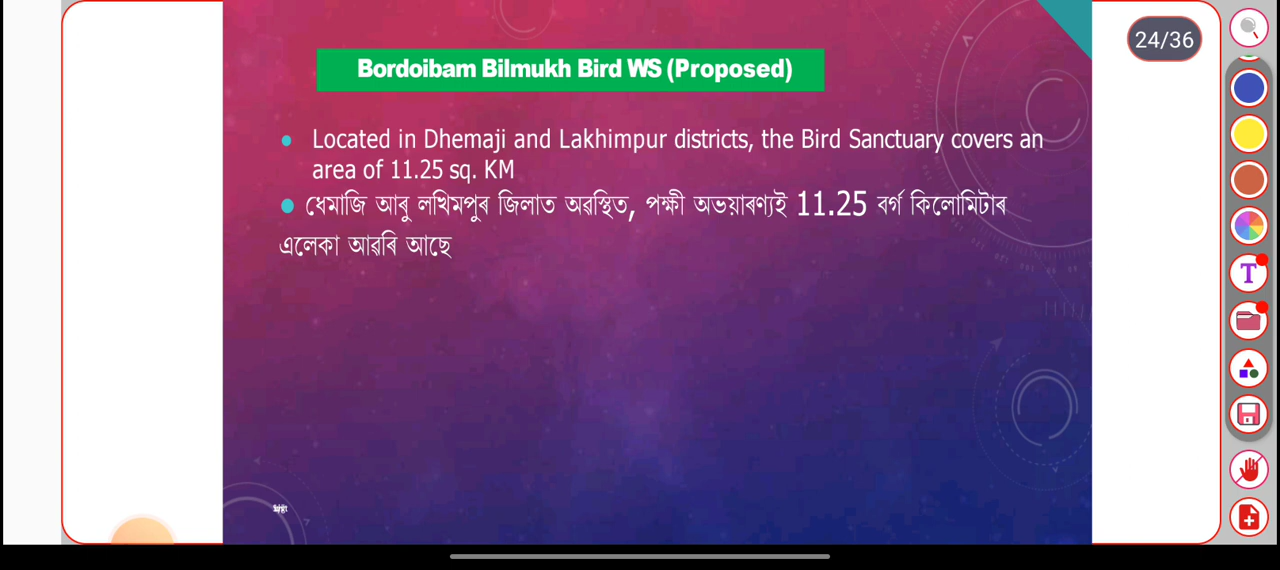 24/36
Bordoibam Bilmukh Bird WS (Proposed)
Located in Dhemaji and Lakhimpur districts, the Bird Sanctuary covers an
area of 11.25 sq. KM
ধেমাজি আৰু লখিমপুৰ জিলাত অৱস্থিত, পক্ষী অভয়াৰণ্যই 11.25 বৰ্গ কিলোমিটাৰ
এলেকা আৱৰি আছে
T